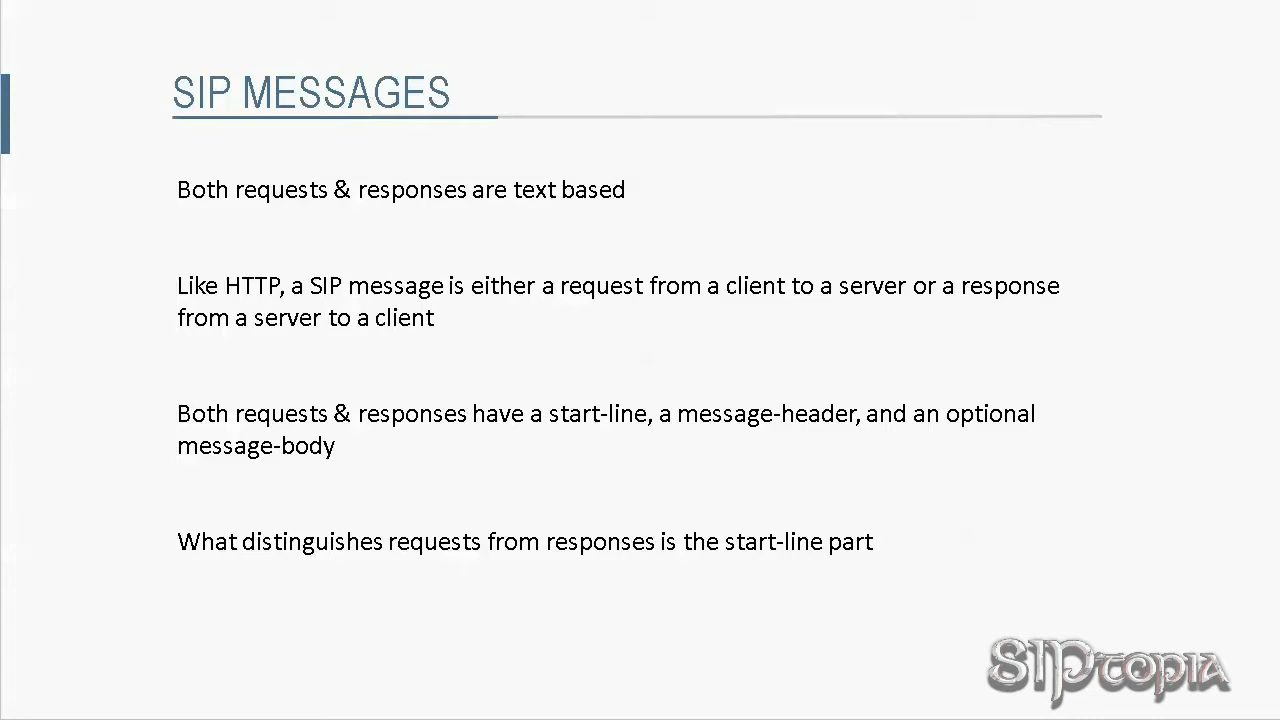 SIP MESSAGES
Both requests & responses are text based
Like HTTP, a SIP message is either a request from a client to a server or a response
from a server to a client
Both requests & responses have a start-line, a message-header, and an optional
message-body
What distinguishes requests from responses is the start-line part
SIPtopia